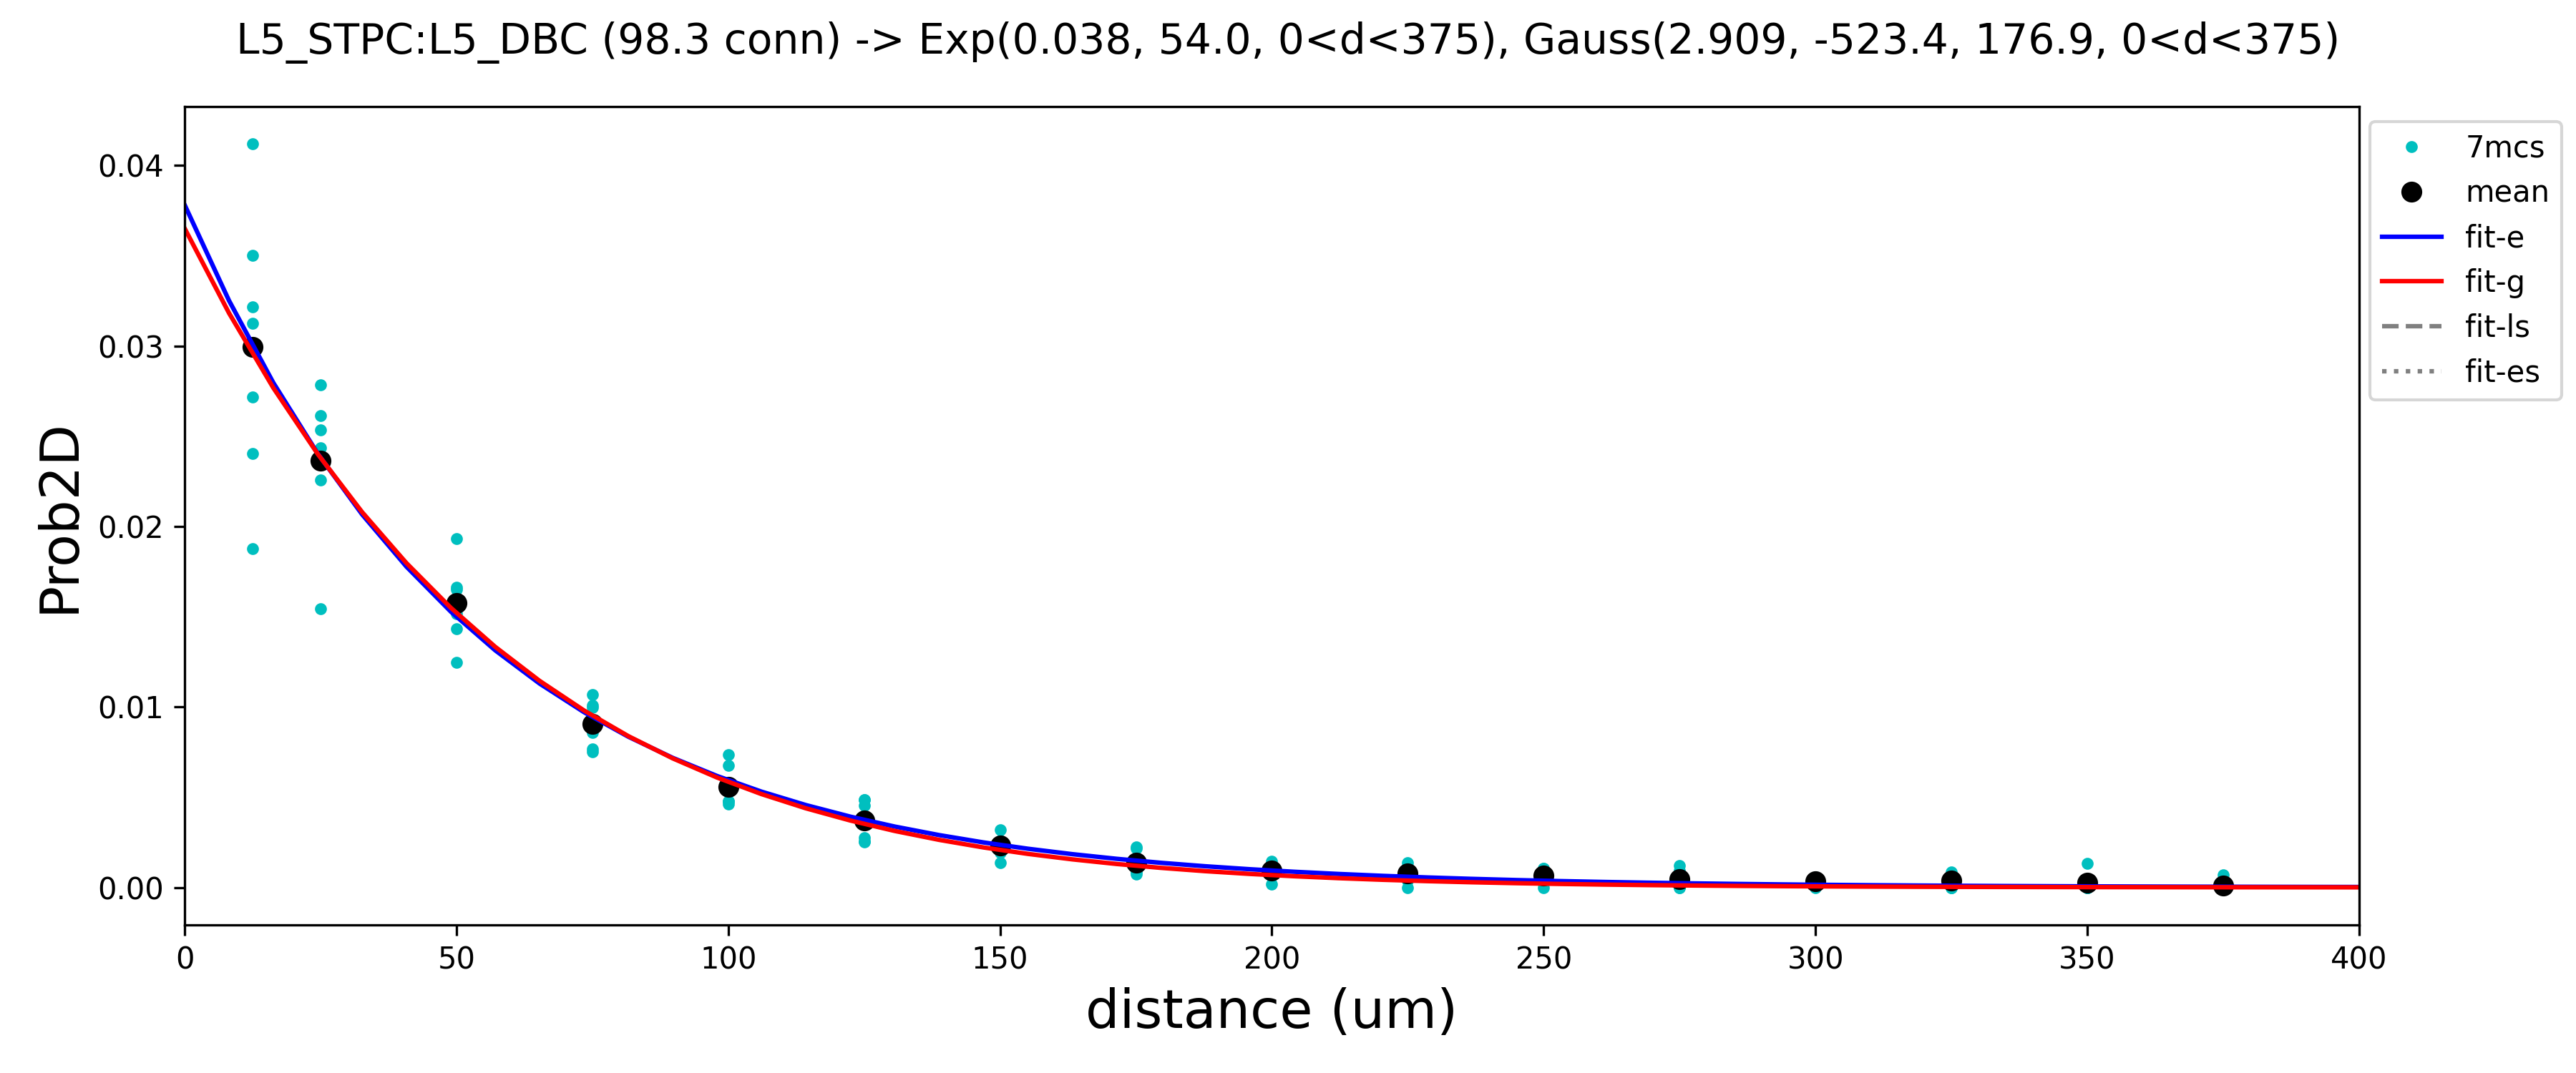 L5_STPC:L5_DBC (98.3 conn) -> Exp(0.038, 54.0, 0<d<375), Gauss(2.909, -523.4, 176.9, 0<d<375)
7mcs
mean
fit-e
fit-g
fit-ls
fit-es
Prob2D
0.04
0.03
0.02
0.01
0.00
0 50 100 150 200 250 300 350 400
distance (um)